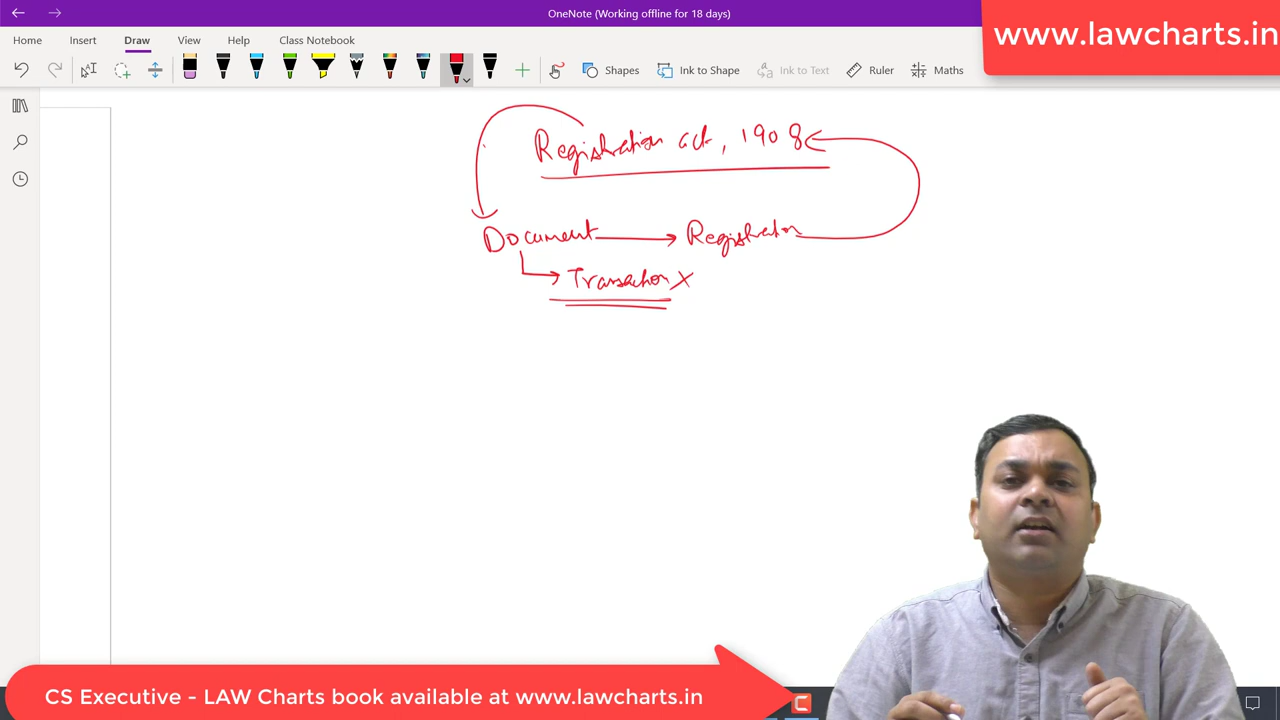 OneNote (Working offline for 18 days)
www.lawcharts.in
Home Insert Draw View Help Class Notebook
Shapes Ink to Shape Ink to Text Ruler Maths
Registration act, 1908
Document Registration
Transaction X
CS Executive - LAW Charts book available at www.lawcharts.in